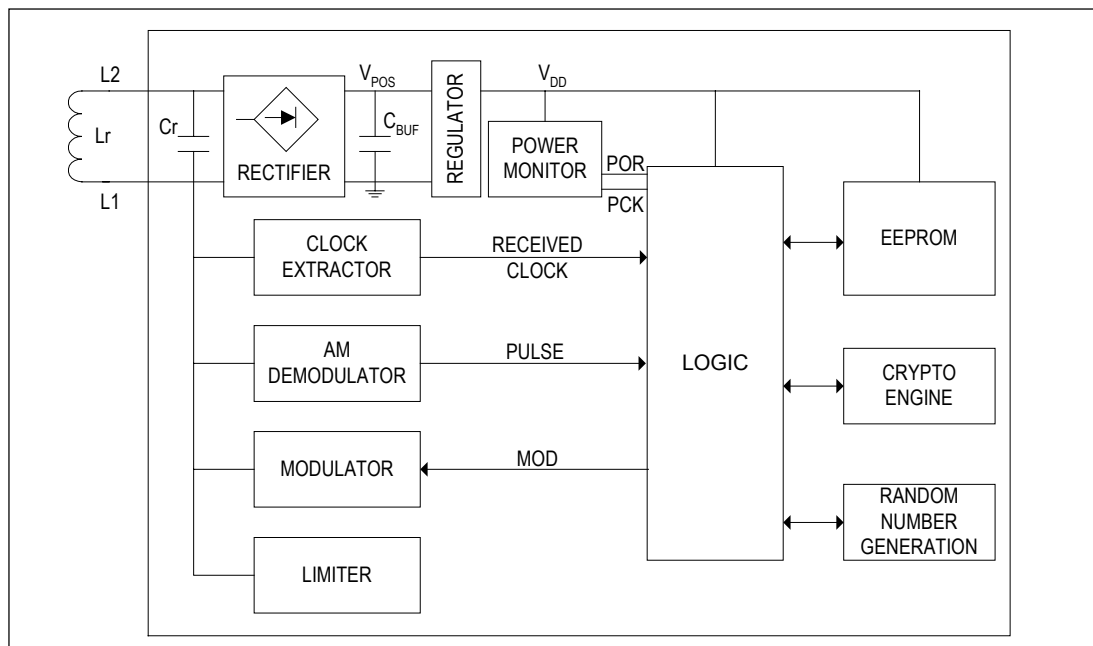 L2
Lr
L1
Cr
RECTIFIER
VPOS
CBUF
REGULATOR
VDD
POWER
MONITOR
POR
PCK
CLOCK
EXTRACTOR
RECEIVED
CLOCK
AM
DEMODULATOR
PULSE
MODULATOR
MOD
LIMITER
LOGIC
EEPROM
CRYPTO
ENGINE
RANDOM
NUMBER
GENERATION